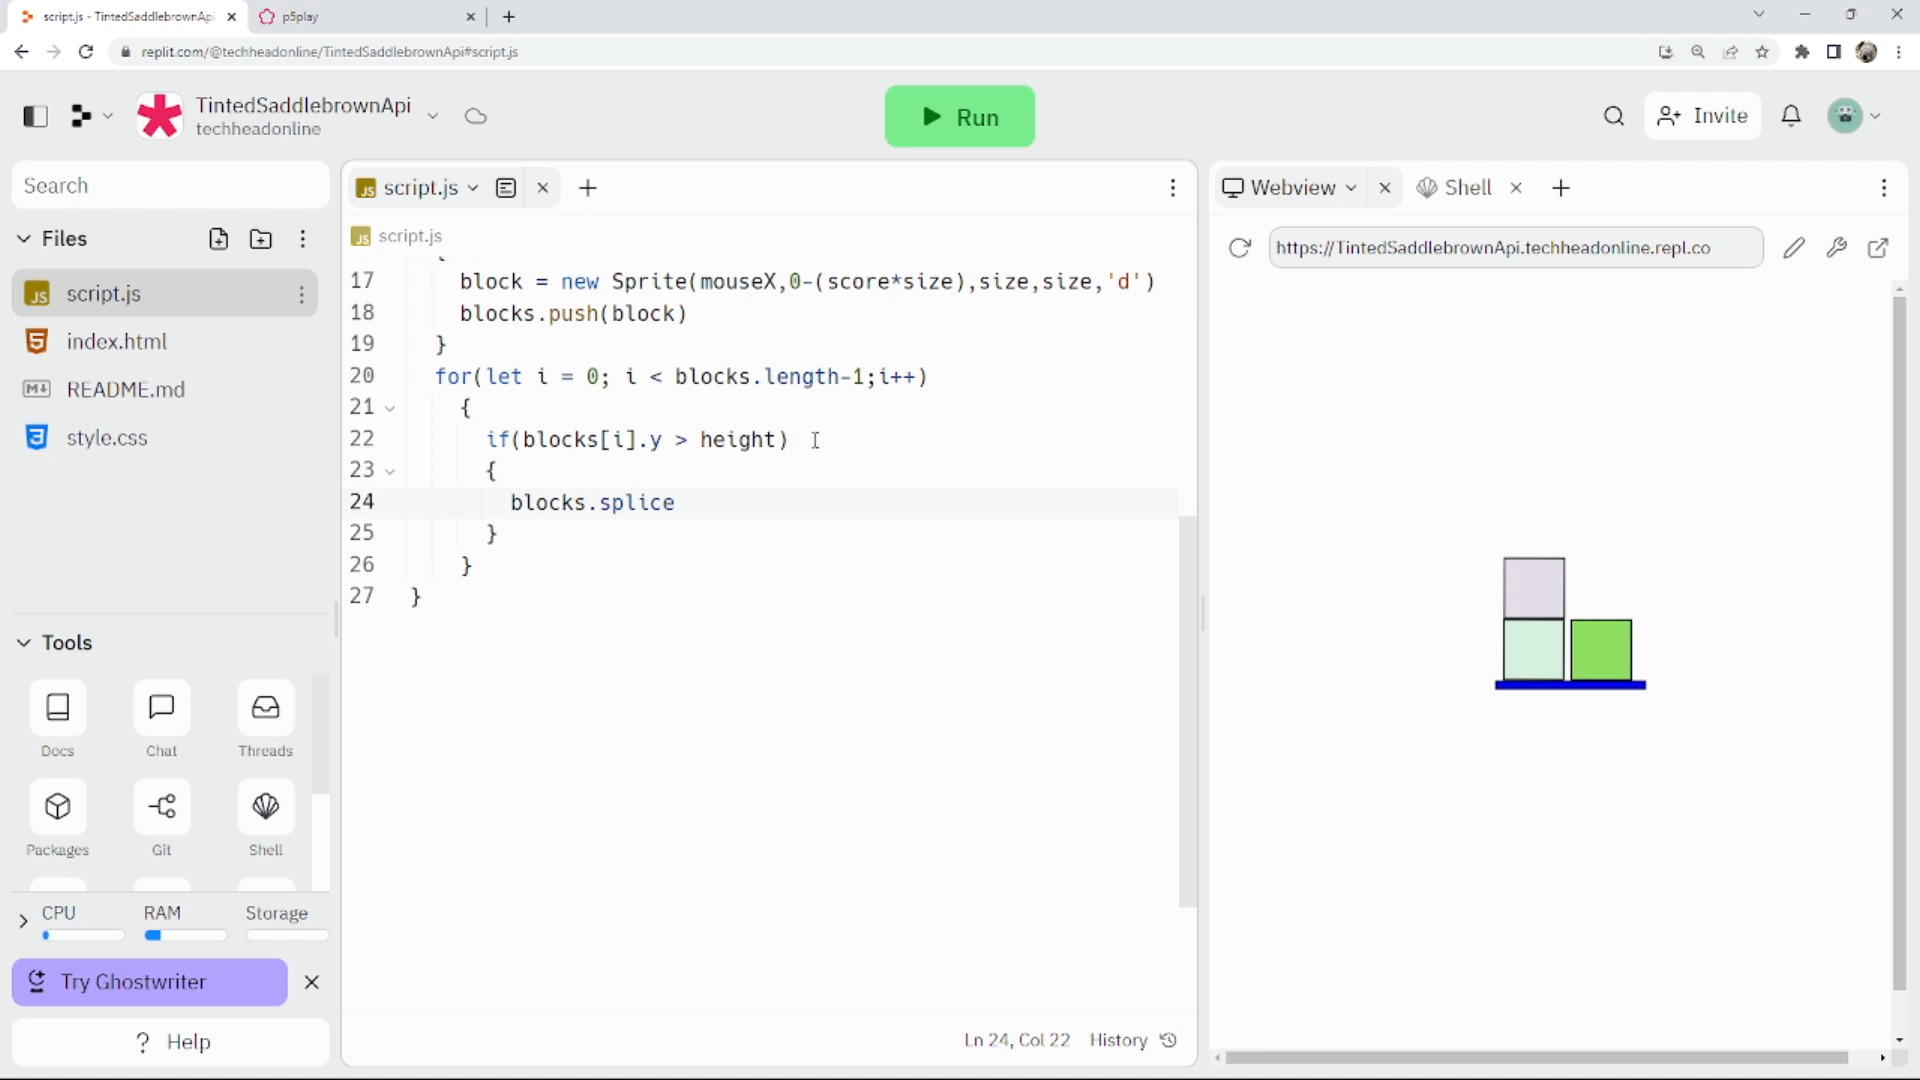 script.js - TintedSaddlebrownApi
p5play
replit.com/@techheadonline/TintedSaddlebrownApi#script.js
TintedSaddlebrownApi
techheadonline
Run
Invite
Search
Files
script.js
index.html
README.md
style.css
Tools
Docs
Chat
Threads
Packages
Git
Shell
CPU
RAM
Storage
Try Ghostwriter
? Help
JS script.js
JS script.js
17 block = new Sprite(mouseX,0-(score*size),size,size,'d')
18 blocks.push(block)
19 }
20 for(let i = 0; i < blocks.length-1;i++)
21 {
22 if(blocks[i].y > height)
23 {
24 blocks.splice
25 }
26 }
27 }
Ln 24, Col 22 History
Webview
Shell
https://TintedSaddlebrownApi.techheadonline.repl.co